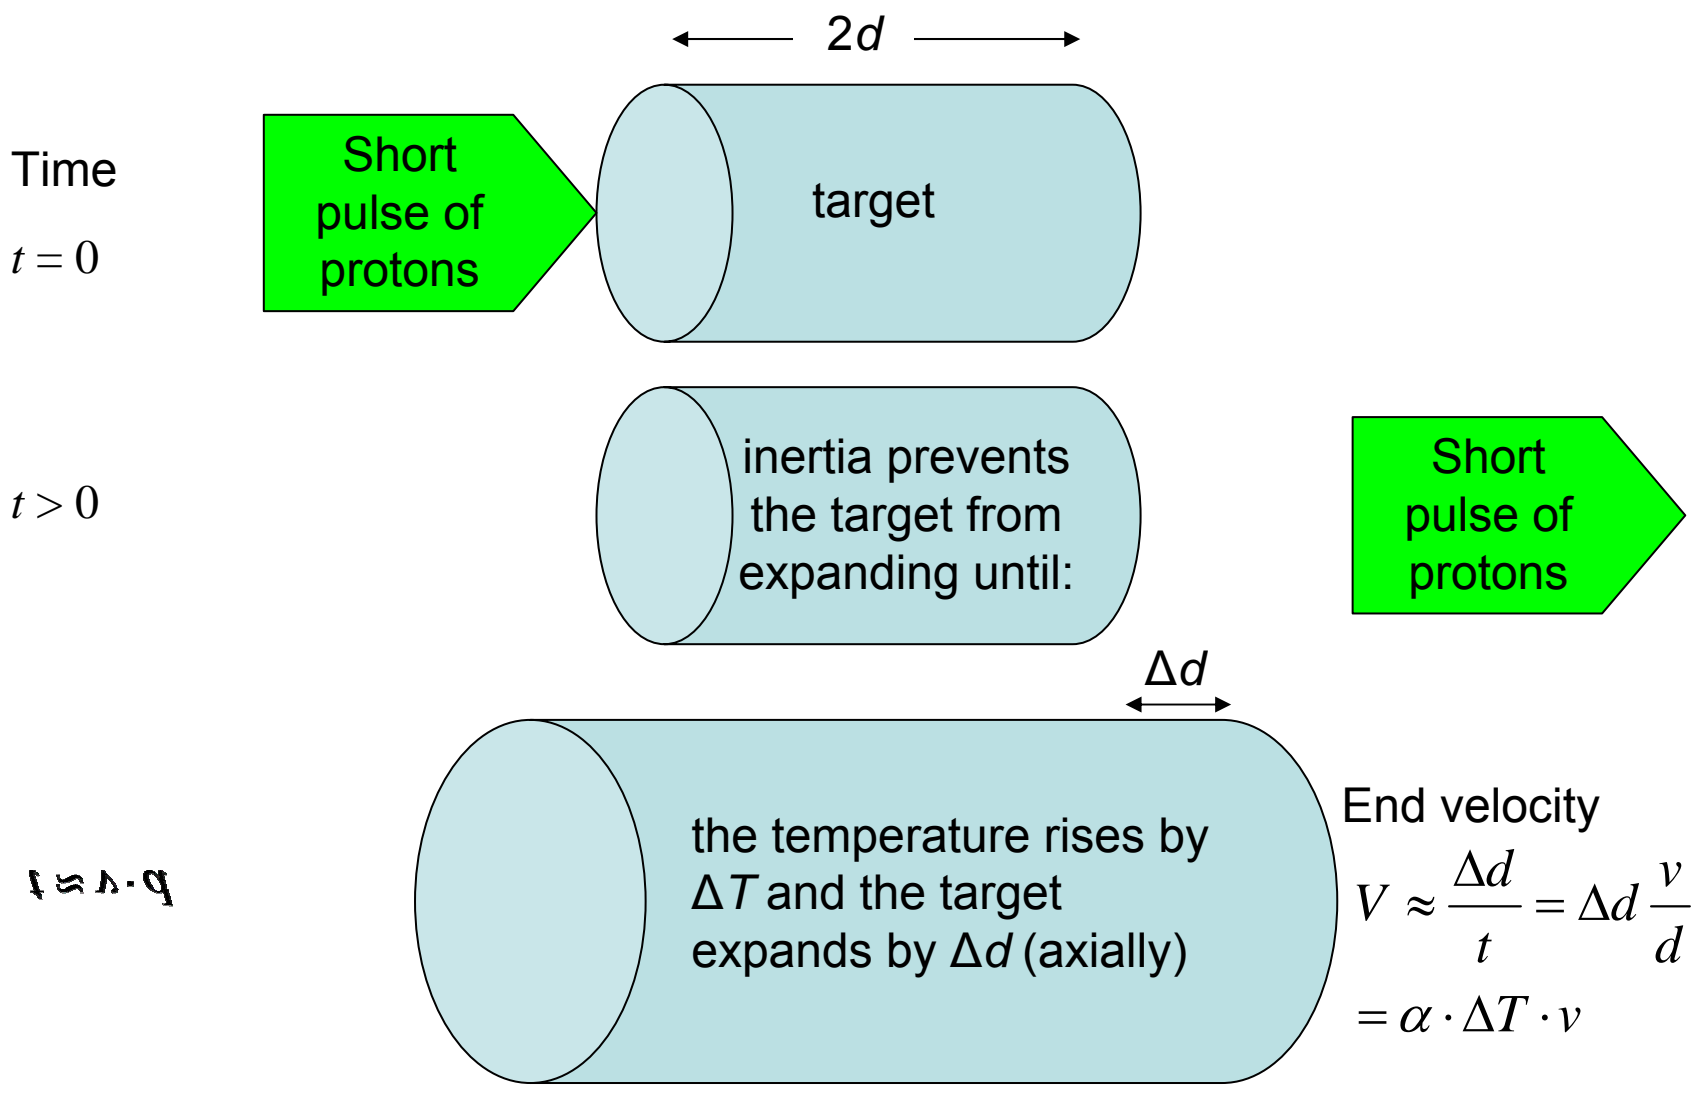 2d
Time
t = 0
Short
pulse of
protons
target
t > 0
inertia prevents
the target from
expanding until:
Short
pulse of
protons
Δd
t ≈ v·d
the temperature rises by
ΔT and the target
expands by Δd (axially)
End velocity
V ≈ Δd/t = Δd v/d
= α · ΔT · v